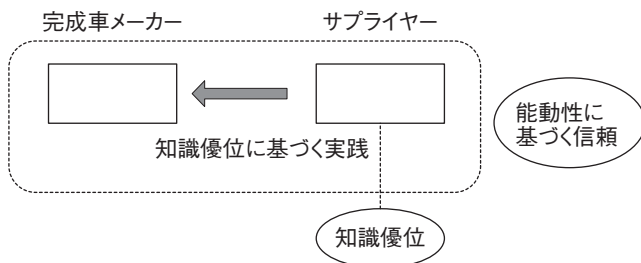 完成車メーカー
サプライヤー
知識優位に基づく実践
能動性に
基づく信頼
知識優位